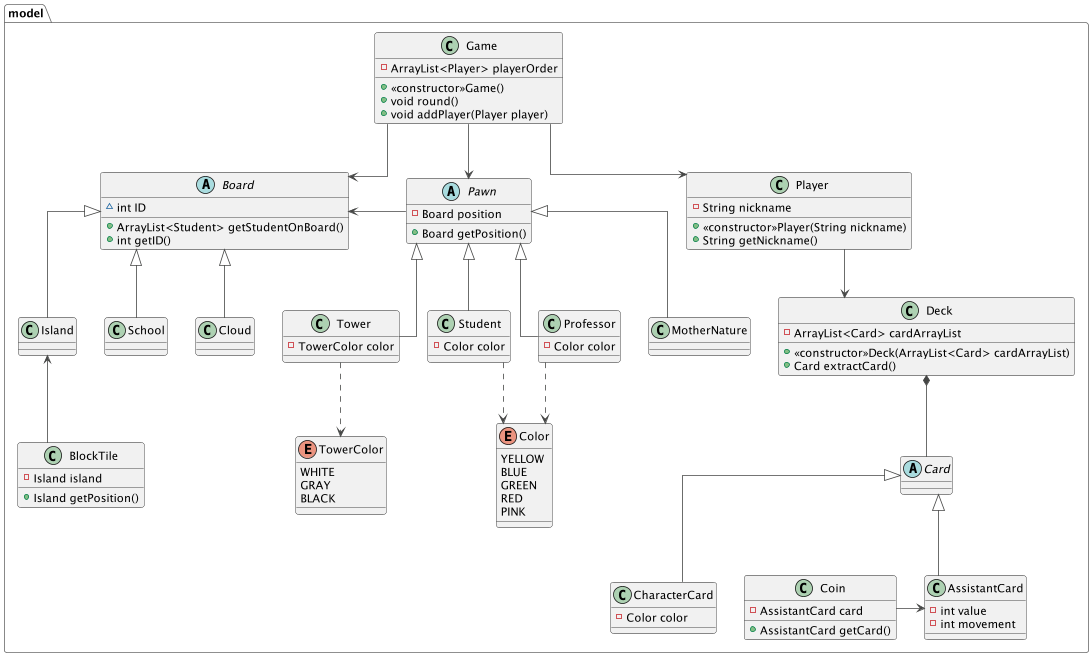 model
C Game
ArrayList<Player> playerOrder
«constructor»Game()
void round()
void addPlayer(Player player)
A Board
int ID
ArrayList<Student> getStudentOnBoard()
int getID()
A Pawn
Board position
Board getPosition()
C Player
String nickname
«constructor»Player(String nickname)
String getNickname()
C Island
C School
C Cloud
C Tower
TowerColor color
C Student
Color color
C Professor
Color color
C MotherNature
C Deck
ArrayList<Card> cardArrayList
«constructor»Deck(ArrayList<Card> cardArrayList)
Card extractCard()
C BlockTile
Island island
Island getPosition()
E TowerColor
WHITE
GRAY
BLACK
E Color
YELLOW
BLUE
GREEN
RED
PINK
A Card
C CharacterCard
Color color
C Coin
AssistantCard card
AssistantCard getCard()
C AssistantCard
int value
int movement